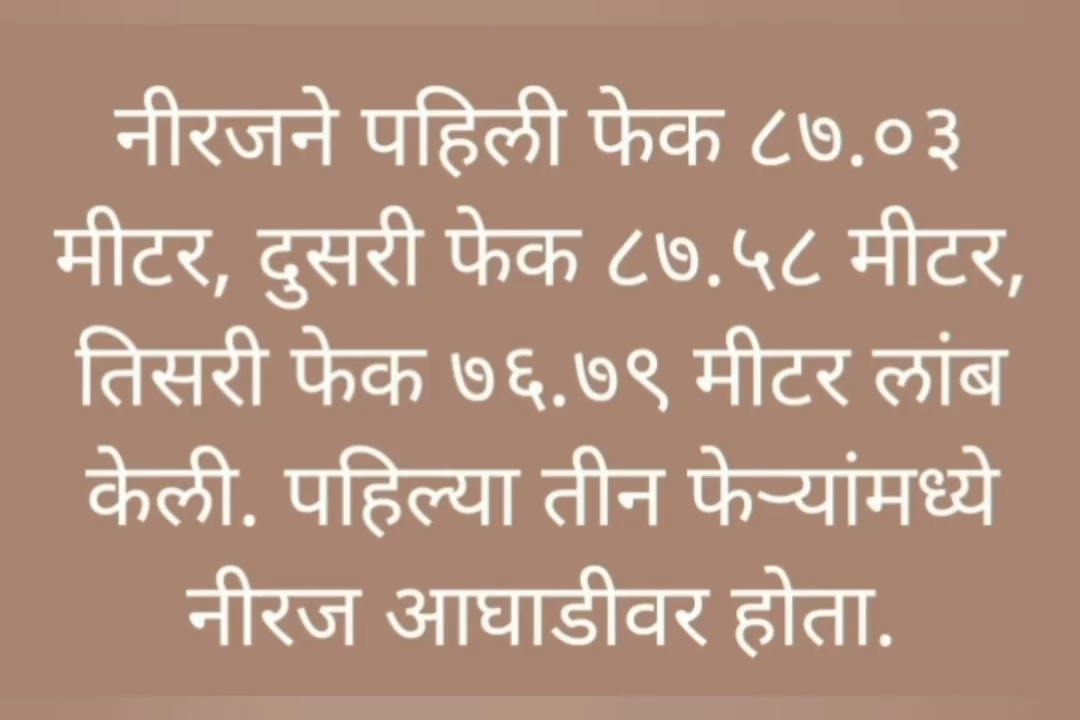 नीरजने पहिली फेक ८७.०३
मीटर, दुसरी फेक ८७.५८ मीटर,
तिसरी फेक ७६.७९ मीटर लांब
केली. पहिल्या तीन फेऱ्यांमध्ये
नीरज आघाडीवर होता.